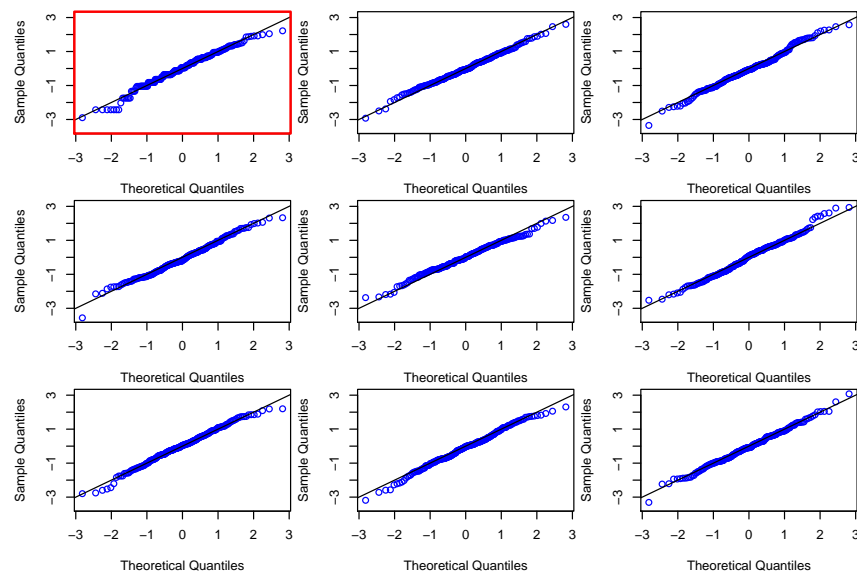 Sample Quantiles Sample Quantiles Sample Quantiles
3 3 3
1 1 1
−1 −1 −1
−3 −3 −3
−3 −2 −1 0 1 2 3 −3 −2 −1 0 1 2 3 −3 −2 −1 0 1 2 3
Theoretical Quantiles Theoretical Quantiles Theoretical Quantiles
Sample Quantiles Sample Quantiles Sample Quantiles
3 3 3
1 1 1
−1 −1 −1
−3 −3 −3
−3 −2 −1 0 1 2 3 −3 −2 −1 0 1 2 3 −3 −2 −1 0 1 2 3
Theoretical Quantiles Theoretical Quantiles Theoretical Quantiles
Sample Quantiles Sample Quantiles Sample Quantiles
3 3 3
1 1 1
−1 −1 −1
−3 −3 −3
−3 −2 −1 0 1 2 3 −3 −2 −1 0 1 2 3 −3 −2 −1 0 1 2 3
Theoretical Quantiles Theoretical Quantiles Theoretical Quantiles